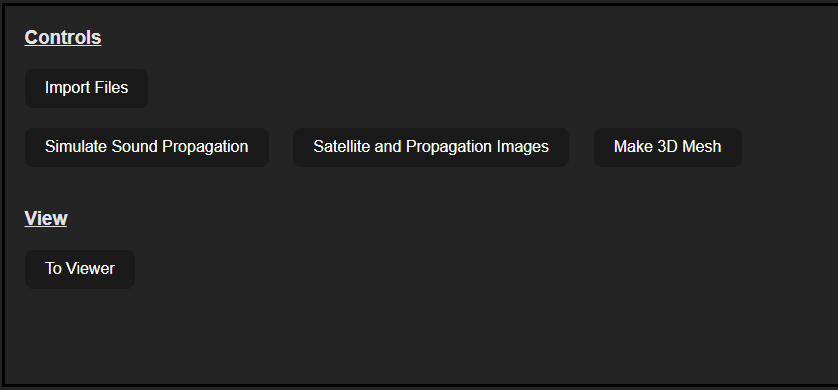 Controls
Import Files
Simulate Sound Propagation Satellite and Propagation Images Make 3D Mesh
View
To Viewer